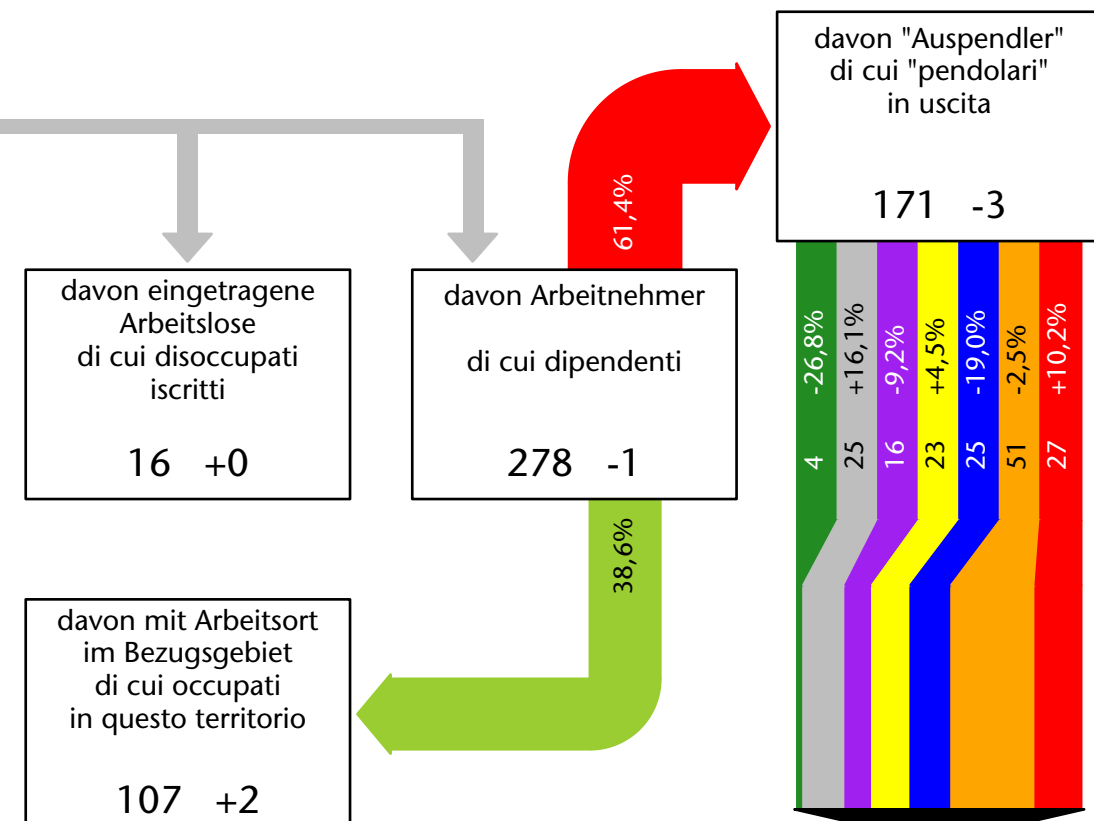 davon "Auspendler"
di cui "pendolari"
in uscita
171 -3
61,4%
davon eingetragene
Arbeitslose
di cui disoccupati
iscritti
16 +0
davon Arbeitnehmer
di cui dipendenti
278 -1
4 -26,8%
25 +16,1%
16 -9,2%
23 +4,5%
25 -19,0%
51 -2,5%
27 +10,2%
38,6%
davon mit Arbeitsort
im Bezugsgebiet
di cui occupati
in questo territorio
107 +2